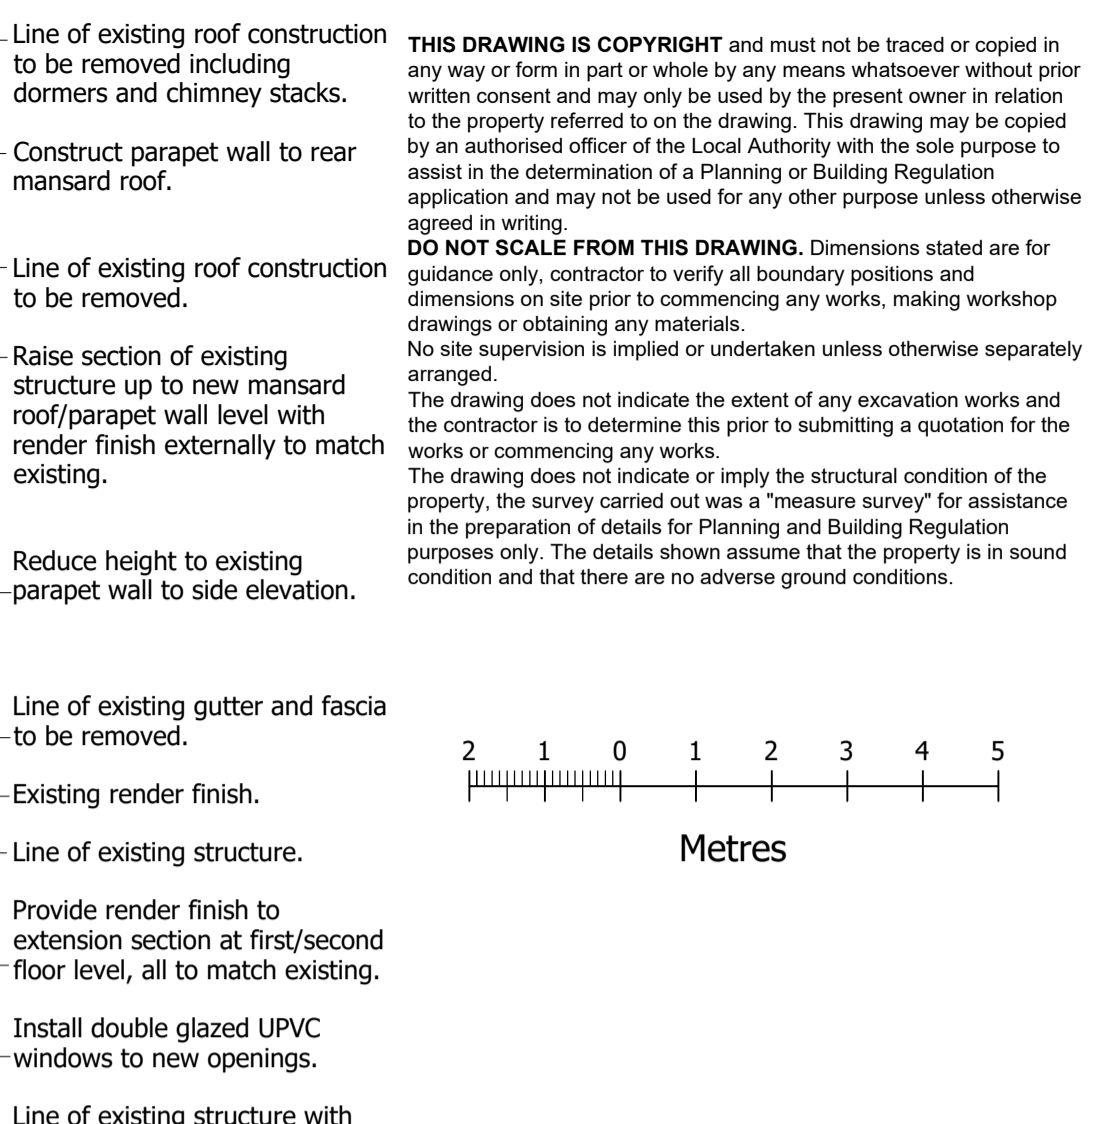 Line of existing roof construction
to be removed including
dormers and chimney stacks.
Construct parapet wall to rear
mansard roof.
Line of existing roof construction
to be removed.
Raise section of existing
structure up to new mansard
roof/parapet wall level with
render finish externally to match
existing.
Reduce height to existing
parapet wall to side elevation.
Line of existing gutter and fascia
to be removed.
Existing render finish.
Line of existing structure.
Provide render finish to
extension section at first/second
floor level, all to match existing.
Install double glazed UPVC
windows to new openings.
Line of existing structure with
THIS DRAWING IS COPYRIGHT and must not be traced or copied in
any way or form in part or whole by any means whatsoever without prior
written consent and may only be used by the present owner in relation
to the property referred to on the drawing. This drawing may be copied
by an authorised officer of the Local Authority with the sole purpose to
assist in the determination of a Planning or Building Regulation
application and may not be used for any other purpose unless otherwise
agreed in writing.
DO NOT SCALE FROM THIS DRAWING. Dimensions stated are for
guidance only, contractor to verify all boundary positions and
dimensions on site prior to commencing any works, making workshop
drawings or obtaining any materials.
No site supervision is implied or undertaken unless otherwise separately
arranged.
The drawing does not indicate the extent of any excavation works and
the contractor is to determine this prior to submitting a quotation for the
works or commencing any works.
The drawing does not indicate or imply the structural condition of the
property, the survey carried out was a "measure survey" for assistance
in the preparation of details for Planning and Building Regulation
purposes only. The details shown assume that the property is in sound
condition and that there are no adverse ground conditions.
2 1 0 1 2 3 4 5
Metres